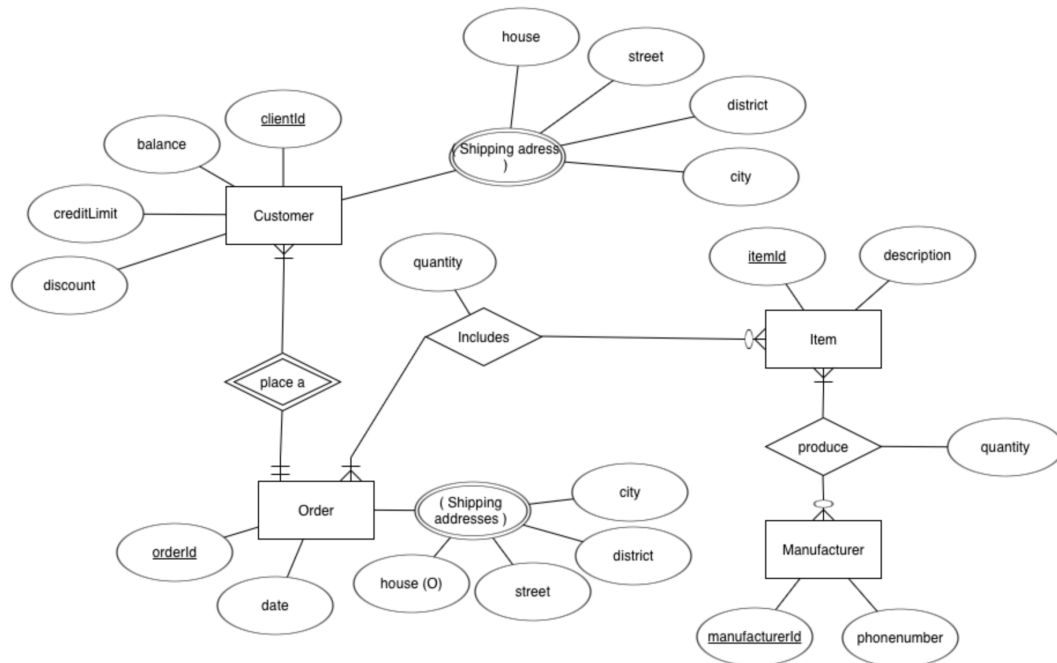 house
street
clientId
district
balance
( Shipping adress
)
city
creditLimit
Customer
quantity
itemId
description
discount
Includes
Item
place a
produce
quantity
( Shipping
addresses )
city
Order
orderId
district
Manufacturer
house (O)
street
date
manufacturerId
phonenumber